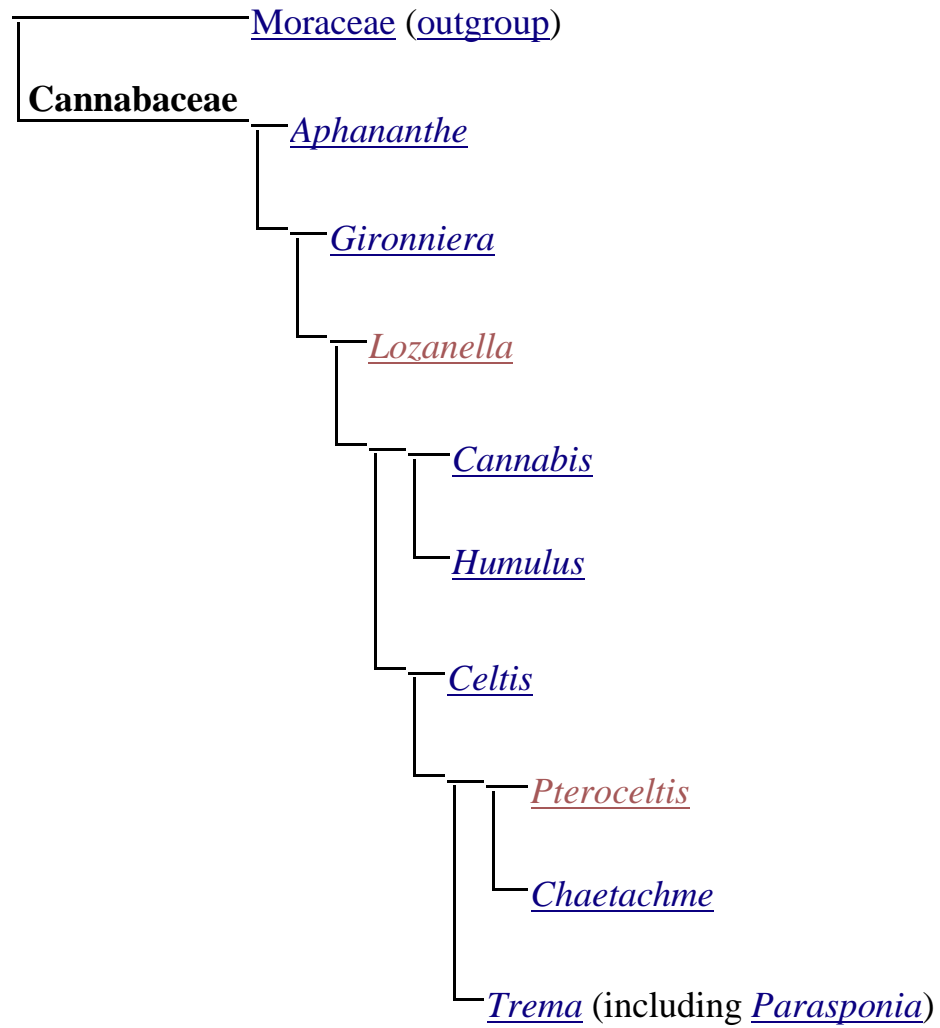 Moraceae (outgroup)
Cannabaceae
Aphananthe
Gironniera
Lozanella
Cannabis
Humulus
Celtis
Pteroceltis
Chaetachme
Trema (including Parasponia)